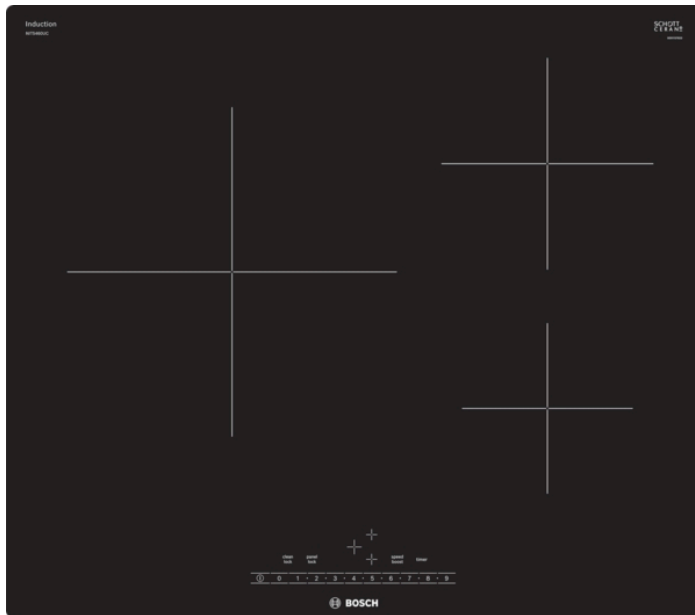 Induction
SCHOTT
CERAN®
clean lock
panel lock
speed boost
timer
0 1 • 2 • 3 • 4 • 5 • 6 • 7 • 8 • 9
BOSCH